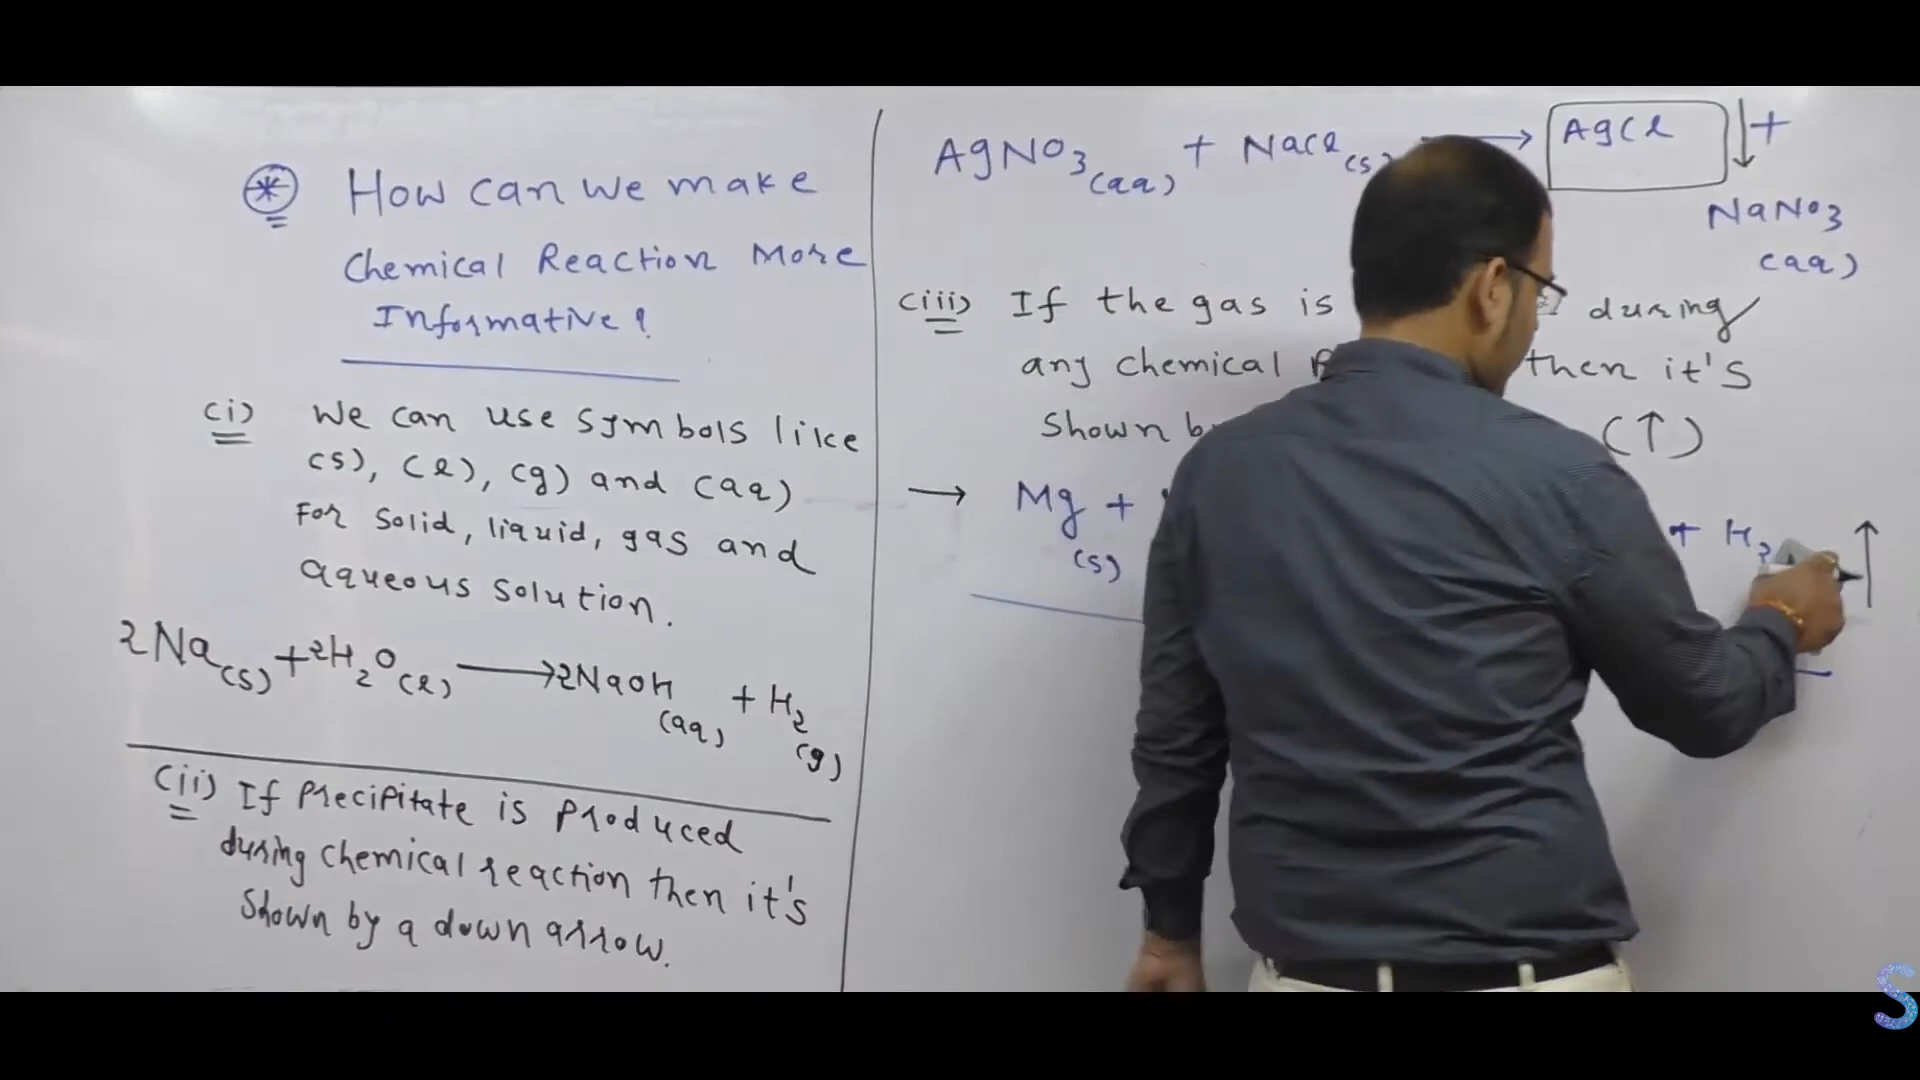 How can we make
Chemical Reaction More
Informative?
(i) We can use symbols like
(s), (l), (g) and (aq)
For solid, liquid, gas and
aqueous solution.
2Na(s) + 2H2O(l) → 2NaOH(aq) + H2(g)
(ii) If Precipitate is Produced
during chemical reaction then it's
shown by a down arrow.
AgNO3(aq) + NaCl(s) → AgCl ↓ +
NaNO3
(aq)
(iii) If the gas is during
any chemical then it's
shown (↑)
→ Mg + + H2 ↑
(s)
S